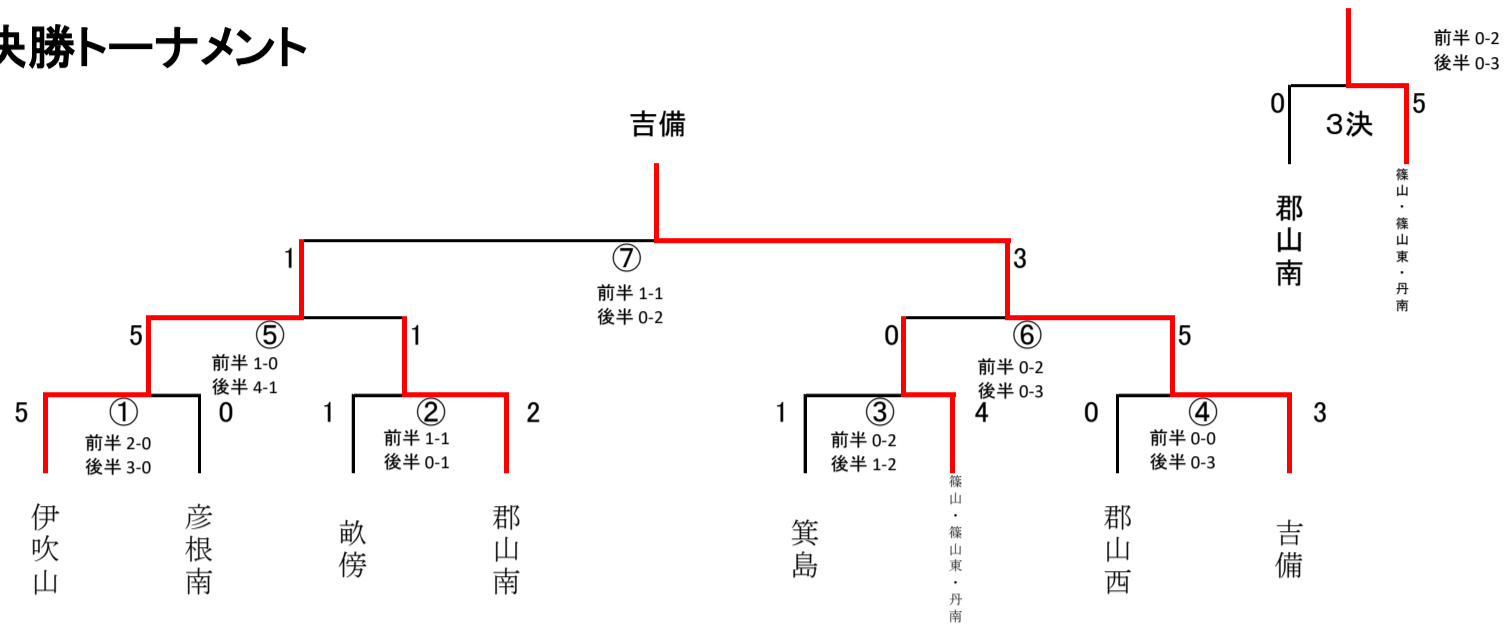 決勝トーナメント
前半 0-2
後半 0-3
0
5
3決
郡山南
篠山・篠山東・丹南
吉備
1
3
⑦
前半 1-1
後半 0-2
5
1
⑤
前半 1-0
後半 4-1
0
5
⑥
前半 0-2
後半 0-3
5
①
0
前半 2-0
後半 3-0
1
②
2
前半 1-1
後半 0-1
1
③
4
前半 0-2
後半 1-2
0
④
3
前半 0-0
後半 0-3
伊吹山
彦根南
畝傍
郡山南
箕島
篠山・篠山東・丹南
郡山西
吉備